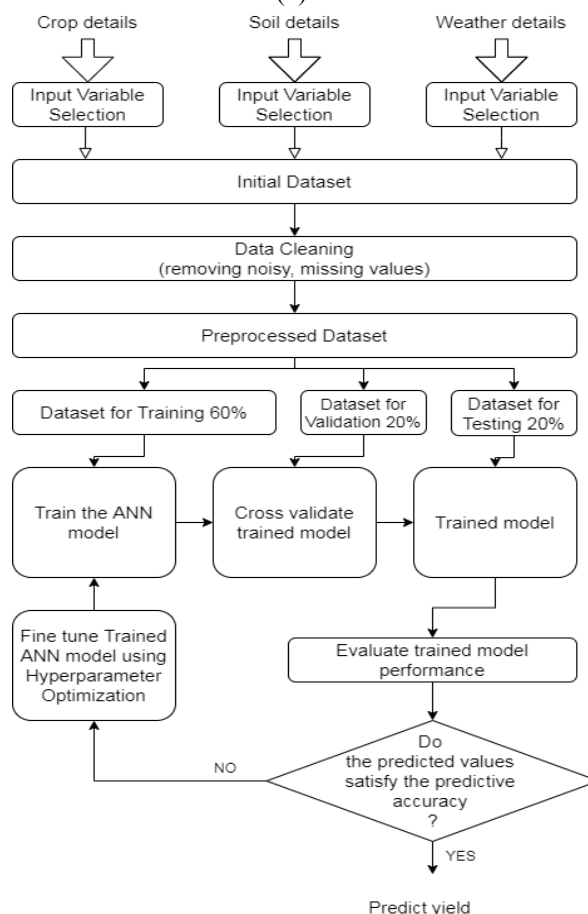 Crop details
Soil details
Weather details
Input Variable
Selection
Input Variable
Selection
Input Variable
Selection
Initial Dataset
Data Cleaning
(removing noisy, missing values)
Preprocessed Dataset
Dataset for Training 60%
Dataset for
Validation 20%
Dataset for
Testing 20%
Train the ANN
model
Cross validate
trained model
Trained model
Fine tune Trained
ANN model using
Hyperparameter
Optimization
Evaluate trained model
performance
Do
the predicted values
satisfy the predictive
accuracy
?
NO
YES
Predict yield